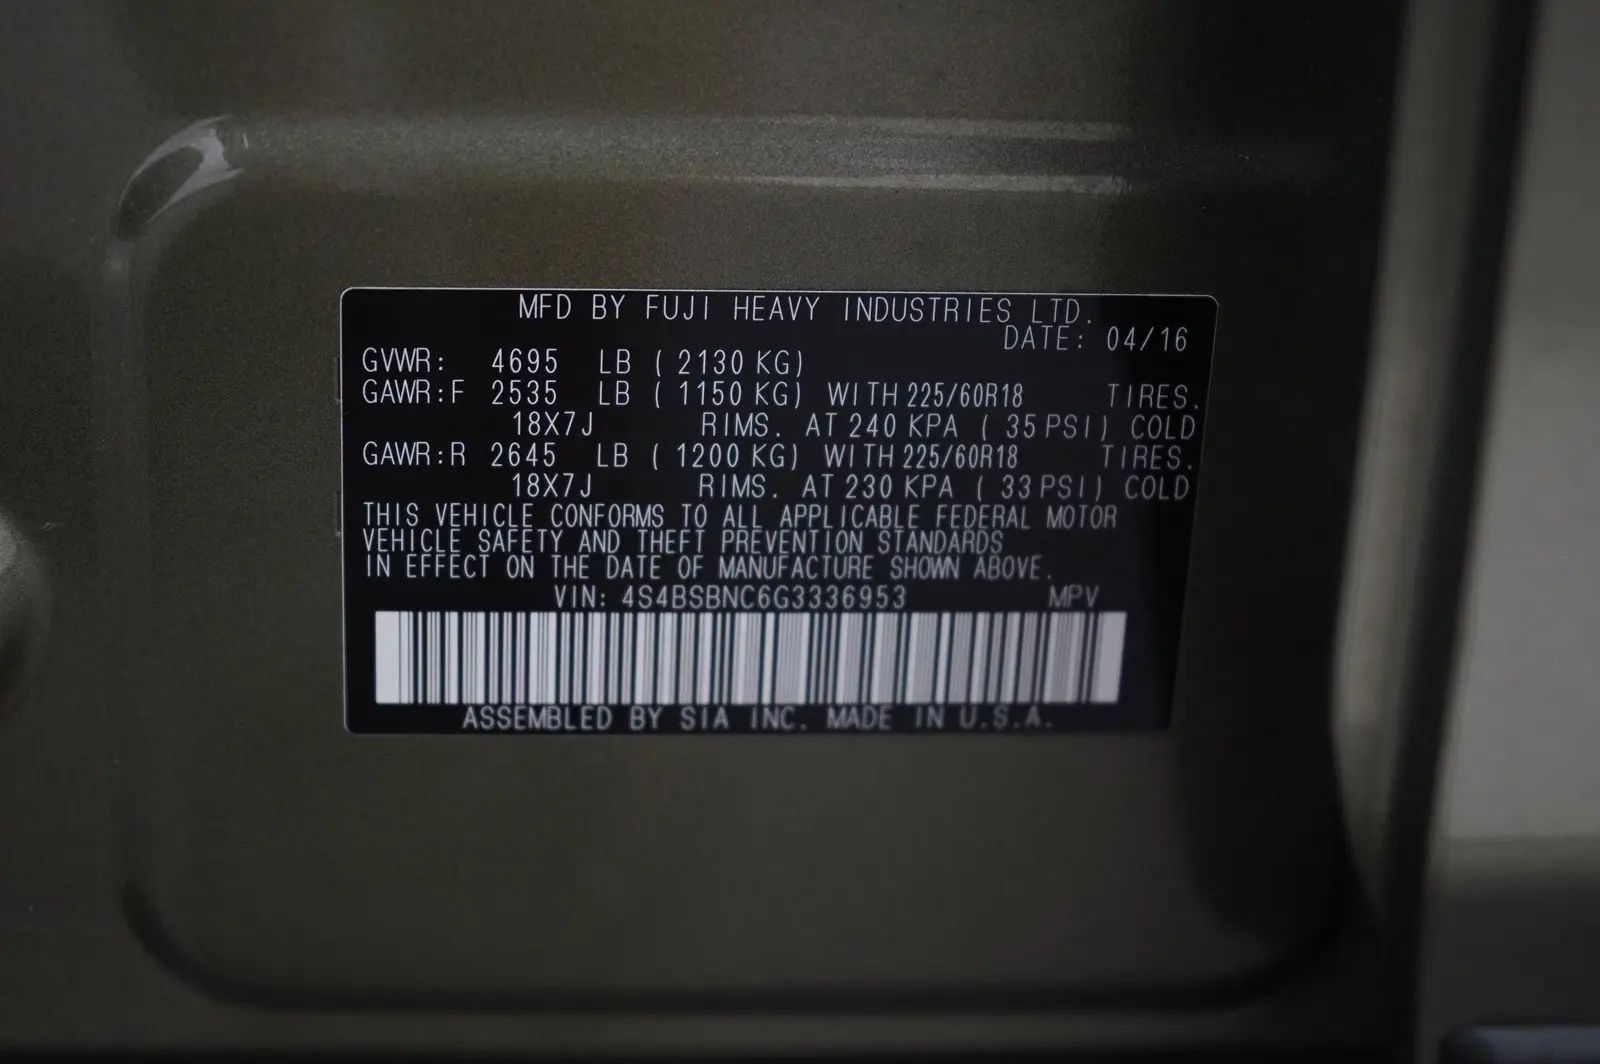 MFD BY FUJI HEAVY INDUSTRIES LTD.
DATE: 04/16
GVWR: 4695 LB ( 2130 KG)
GAWR:F 2535 LB ( 1150 KG) WITH 225/60R18 TIRES.
18X7J RIMS. AT 240 KPA ( 35 PSI) COLD
GAWR:R 2645 LB ( 1200 KG) WITH 225/60R18 TIRES.
18X7J RIMS. AT 230 KPA ( 33 PSI) COLD
THIS VEHICLE CONFORMS TO ALL APPLICABLE FEDERAL MOTOR
VEHICLE SAFETY AND THEFT PREVENTION STANDARDS
IN EFFECT ON THE DATE OF MANUFACTURE SHOWN ABOVE.
VIN: 4S4BSBNC6G3336953 MPV
ASSEMBLED BY SIA INC. MADE IN U.S.A.